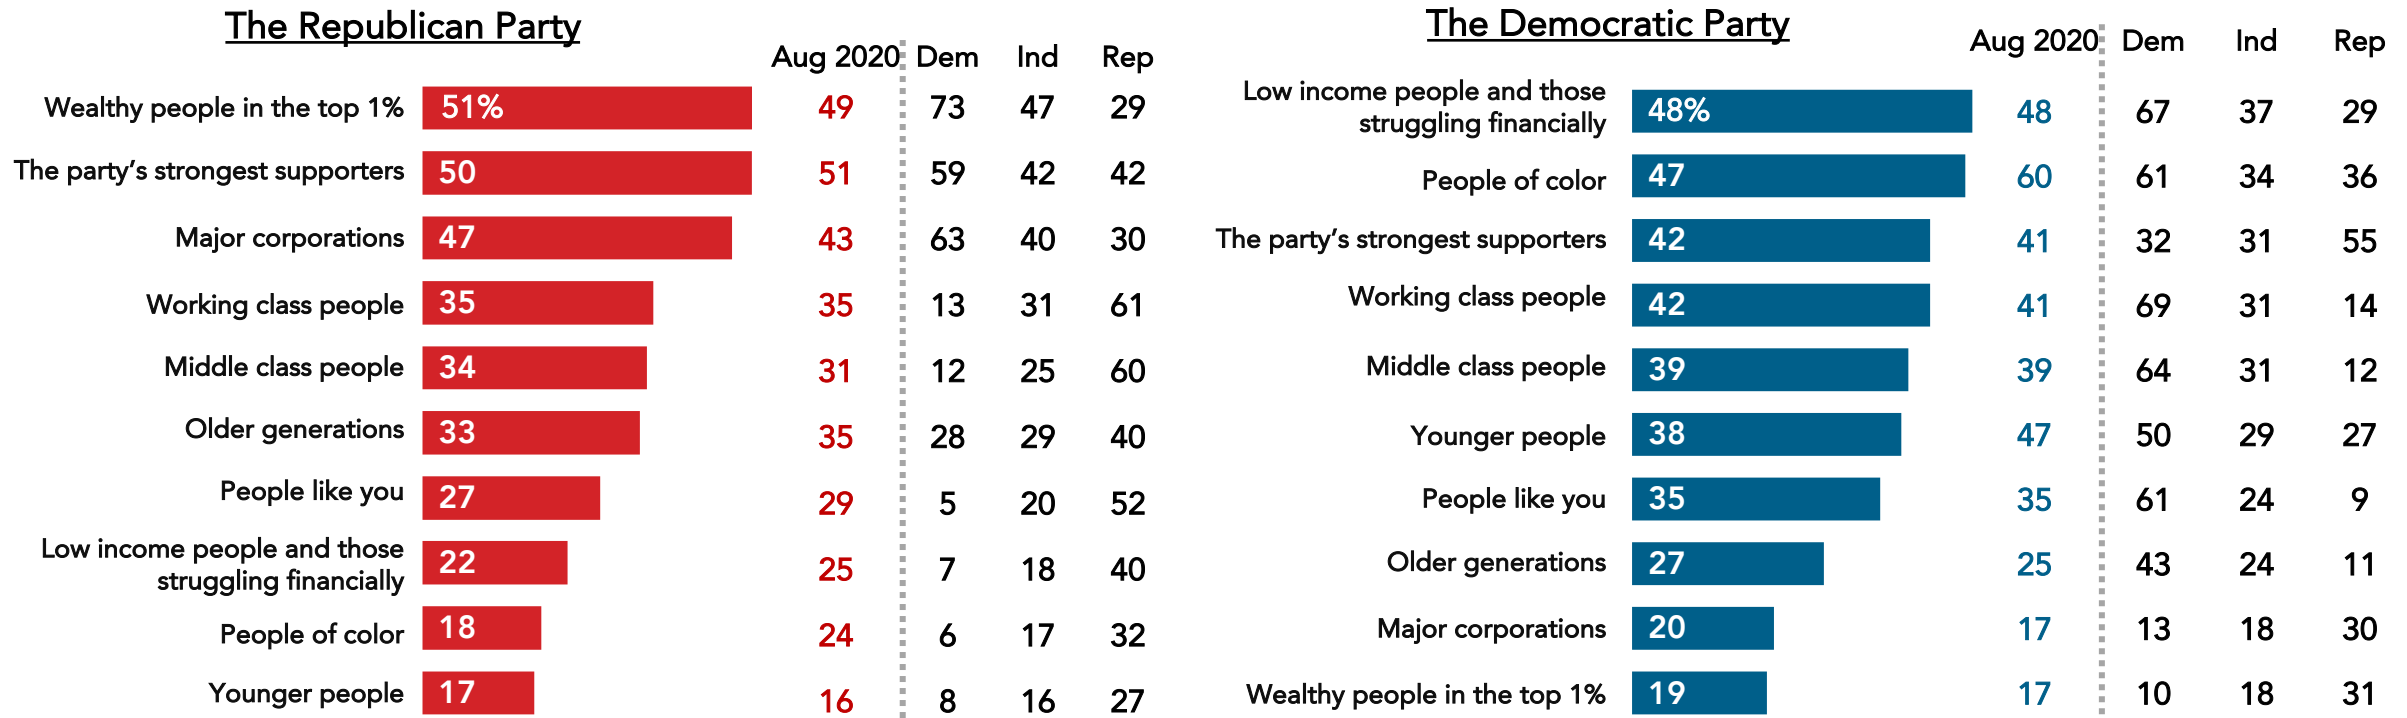 The Republican Party
Aug 2020 Dem Ind Rep
Wealthy people in the top 1% 51% 49 73 47 29
The party's strongest supporters 50 51 59 42 42
Major corporations 47 43 63 40 30
Working class people 35 35 13 31 61
Middle class people 34 31 12 25 60
Older generations 33 35 28 29 40
People like you 27 29 5 20 52
Low income people and those
struggling financially 22 25 7 18 40
People of color 18 24 6 17 32
Younger people 17 16 8 16 27
The Democratic Party
Aug 2020 Dem Ind Rep
Low income people and those
struggling financially 48% 48 67 37 29
People of color 47 60 61 34 36
The party's strongest supporters 42 41 32 31 55
Working class people 42 41 69 31 14
Middle class people 39 39 64 31 12
Younger people 38 47 50 29 27
People like you 35 35 61 24 9
Older generations 27 25 43 24 11
Major corporations 20 17 13 18 30
Wealthy people in the top 1% 19 17 10 18 31